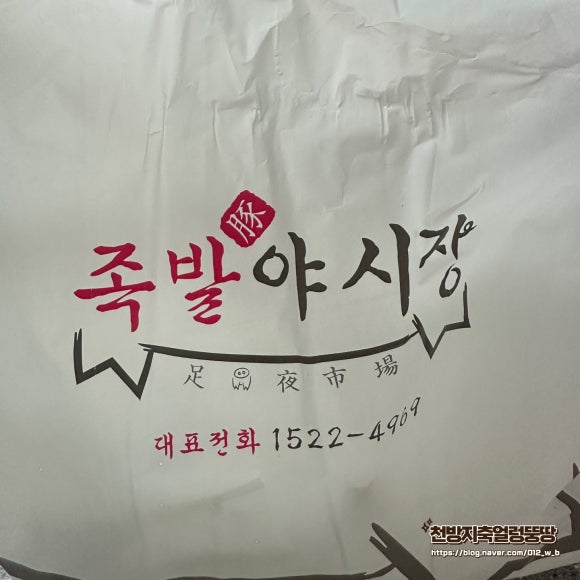 豚
족발야시장
足 夜市場
대표전화 1522-4969
천방지축얼렁뚱땅
https://blog.naver.com/012_w_b